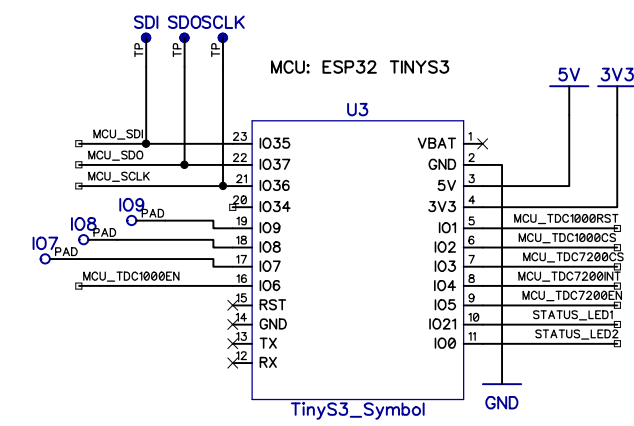 SDI SDO SCLK
TP TP TP
MCU: ESP32 TINYS3
5V 3V3
U3
MCU_SDI 23 IO35 VBAT 1
MCU_SDO 22 IO37 GND 2
MCU_SCLK 21 IO36 5V 3
20 IO34 3V3 4
IO9 PAD 19 IO9 IO1 5 MCU_TDC1000RST
IO8 PAD 18 IO8 IO2 6 MCU_TDC1000CS
IO7 PAD 17 IO7 IO3 7 MCU_TDC7200CS
MCU_TDC1000EN 16 IO6 IO4 8 MCU_TDC7200INT
15 RST IO5 9 MCU_TDC7200EN
14 GND IO21 10 STATUS_LED1
13 TX IO0 11 STATUS_LED2
12 RX
TinyS3_Symbol
GND